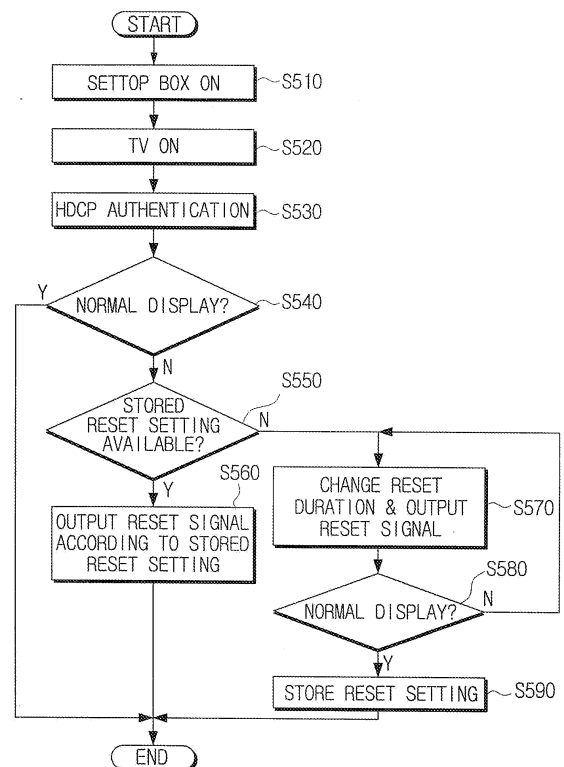 START
SETTOP BOX ON
S510
TV ON
S520
HDCP AUTHENTICATION
S530
Y
NORMAL DISPLAY?
S540
N
S550
STORED
RESET SETTING
AVAILABLE?
N
Y
S560
OUTPUT RESET SIGNAL
ACCORDING TO STORED
RESET SETTING
CHANGE RESET
DURATION & OUTPUT
RESET SIGNAL
S570
S580
NORMAL DISPLAY?
N
Y
STORE RESET SETTING
S590
END